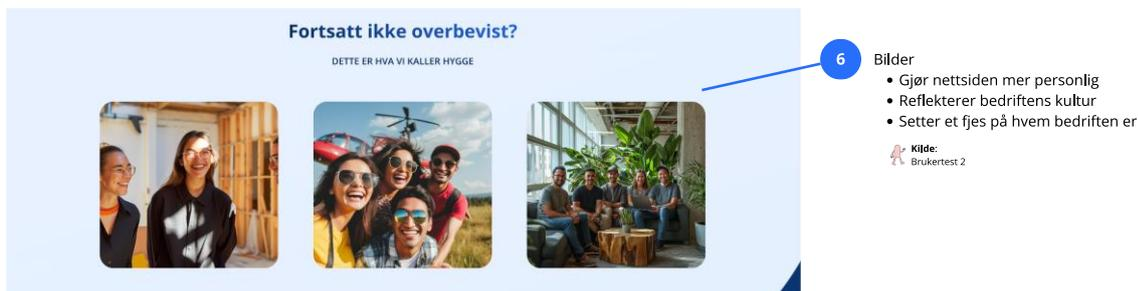 Fortsatt ikke overbevist?
DETTE ER HVA VI KALLER HYGGE
6
Bilder
• Gjør nettsiden mer personlig
• Reflekterer bedriftens kultur
• Setter et fjes på hvem bedriften er
Kilde:
Brukertest 2